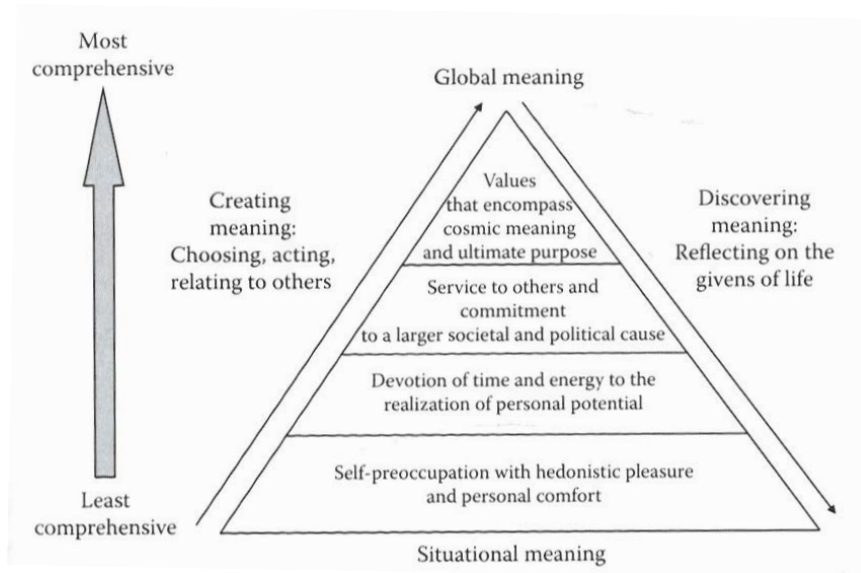 Most
comprehensive
Global meaning
Creating
meaning:
Choosing, acting,
relating to others
Values
that encompass
cosmic meaning
and ultimate purpose
Discovering
meaning:
Reflecting on the
givens of life
Service to others and
commitment
to a larger societal and political cause
Devotion of time and energy to the
realization of personal potential
Self-preoccupation with hedonistic pleasure
and personal comfort
Least
comprehensive
Situational meaning